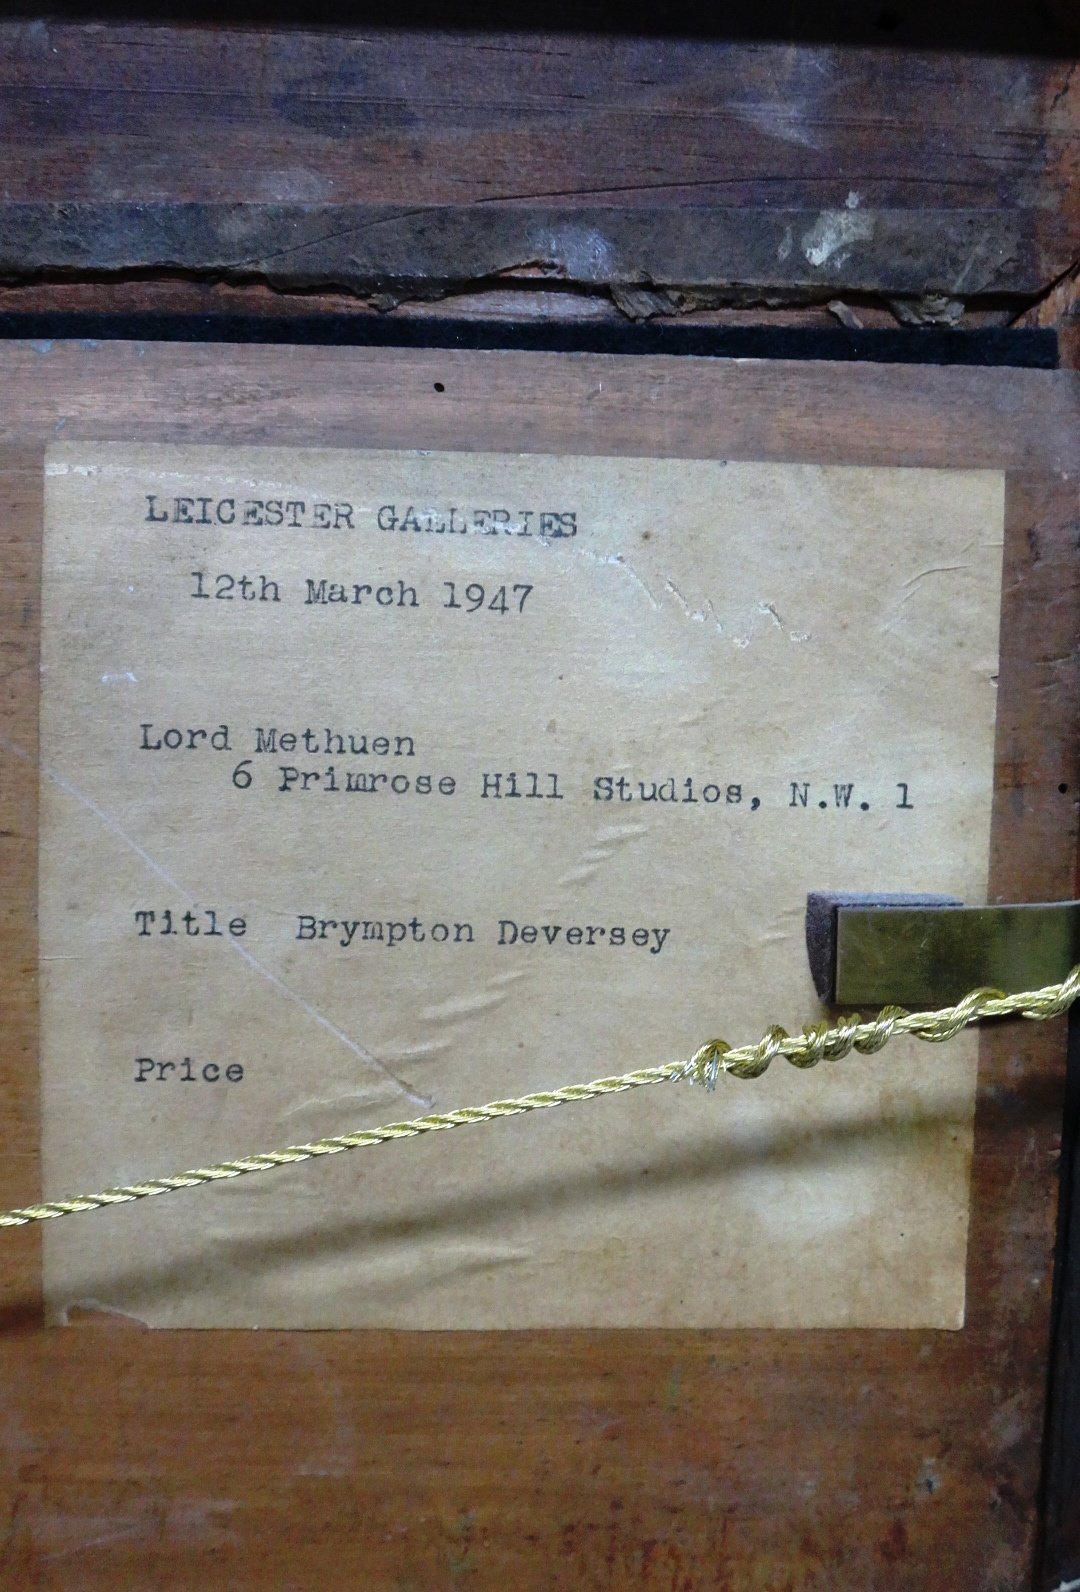 LEICESTER GALLERIES
12th March 1947
Lord Methuen
6 Primrose Hill Studios, N.W. 1
Title Brympton Deversey
Price